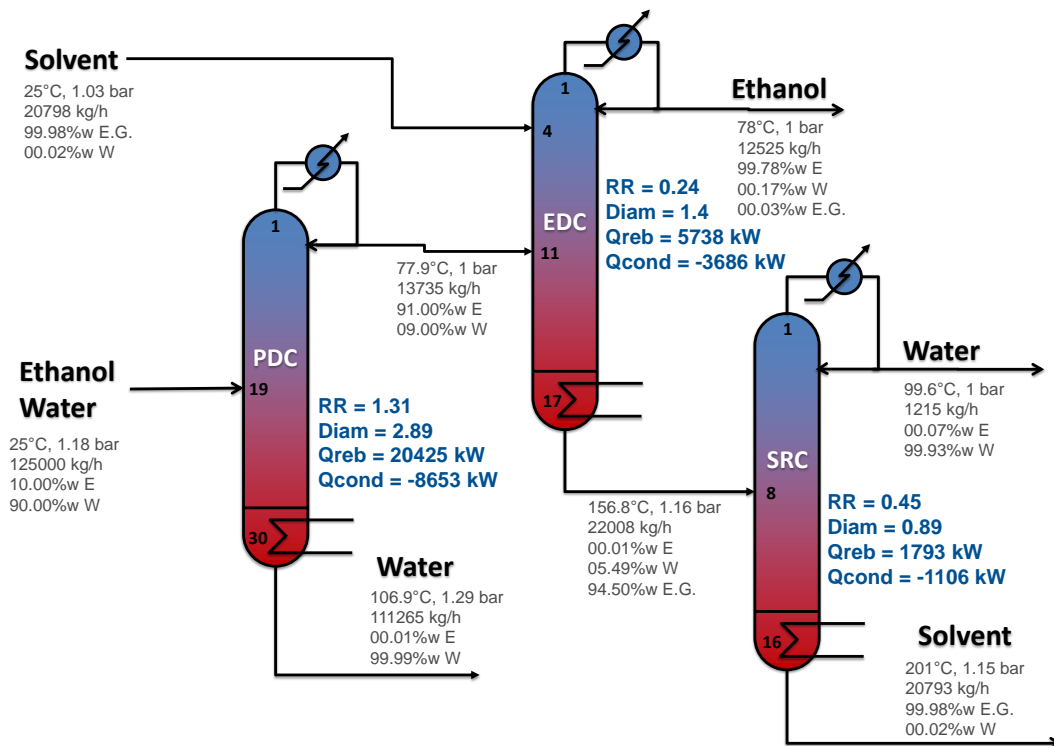 Solvent
25°C, 1.03 bar
20798 kg/h
99.98%w E.G.
00.02%w W
1
4
EDC
11
17
Ethanol
78°C, 1 bar
12525 kg/h
99.78%w E
00.17%w W
00.03%w E.G.
RR = 0.24
Diam = 1.4
Qreb = 5738 kW
Qcond = -3686 kW
1
PDC
19
30
77.9°C, 1 bar
13735 kg/h
91.00%w E
09.00%w W
Ethanol
Water
25°C, 1.18 bar
125000 kg/h
10.00%w E
90.00%w W
RR = 1.31
Diam = 2.89
Qreb = 20425 kW
Qcond = -8653 kW
Water
106.9°C, 1.29 bar
111265 kg/h
00.01%w E
99.99%w W
156.8°C, 1.16 bar
22008 kg/h
00.01%w E
05.49%w W
94.50%w E.G.
1
SRC
8
16
Water
99.6°C, 1 bar
1215 kg/h
00.07%w E
99.93%w W
RR = 0.45
Diam = 0.89
Qreb = 1793 kW
Qcond = -1106 kW
Solvent
201°C, 1.15 bar
20793 kg/h
99.98%w E.G.
00.02%w W